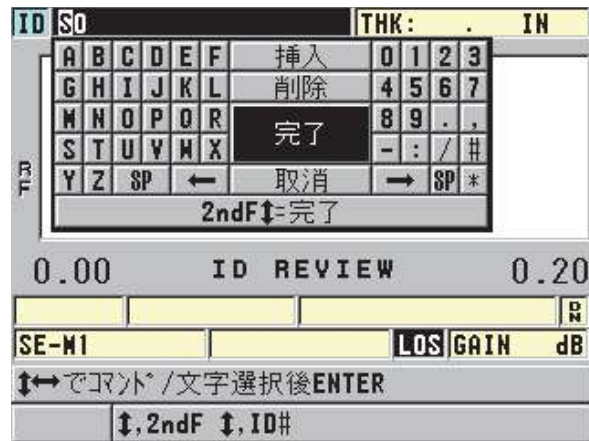 ID SO THK: . IN
A B C D E F 挿入 0 1 2 3
G H I J K L 削除 4 5 6 7
M N O P Q R 完了 8 9 . ,
S T U V W X - : / #
Y Z SP ← 取消 → SP *
2ndF↕=完了
RF
0.00 ID REVIEW 0.20
DN
SE-M1 LOS GAIN dB
↕↔でコマンド/文字選択後ENTER
↕,2ndF ↕,ID#